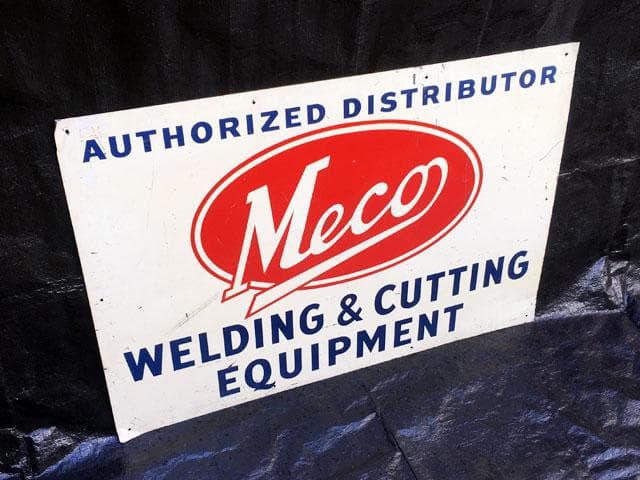 AUTHORIZED DISTRIBUTOR
Meco
WELDING & CUTTING
EQUIPMENT